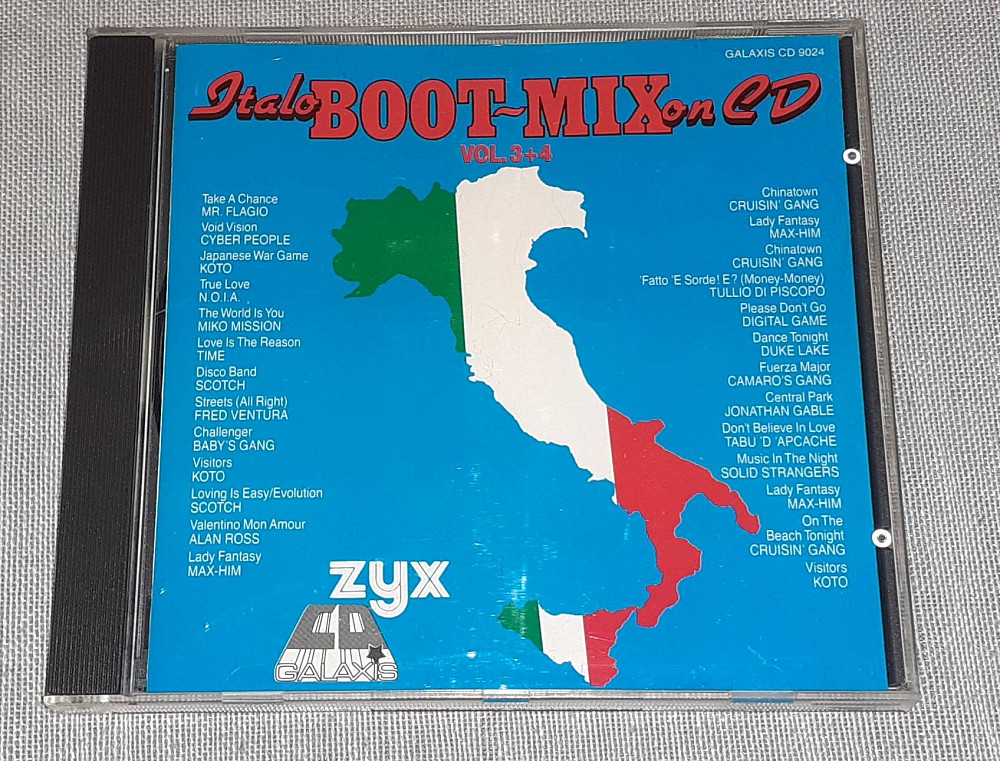 GALAXIS CD 9024
Italo BOOT~MIX on CD
VOL. 3+4
Take A Chance
MR. FLAGIO
Void Vision
CYBER PEOPLE
Japanese War Game
KOTO
True Love
N.O.I.A.
The World Is You
MIKO MISSION
Love Is The Reason
TIME
Disco Band
SCOTCH
Streets (All Right)
FRED VENTURA
Challenger
BABY'S GANG
Visitors
KOTO
Loving Is Easy/Evolution
SCOTCH
Valentino Mon Amour
ALAN ROSS
Lady Fantasy
MAX-HIM
Chinatown
CRUISIN' GANG
Lady Fantasy
MAX-HIM
Chinatown
CRUISIN' GANG
'Fatto 'E Sorde! E? (Money-Money)
TULLIO DI PISCOPO
Please Don't Go
DIGITAL GAME
Dance Tonight
DUKE LAKE
Fuerza Major
CAMARO'S GANG
Central Park
JONATHAN GABLE
Don't Believe In Love
TABU 'D 'APCACHE
Music In The Night
SOLID STRANGERS
Lady Fantasy
MAX-HIM
On The
Beach Tonight
CRUISIN' GANG
Visitors
KOTO
zyx
CD
GALAXIS